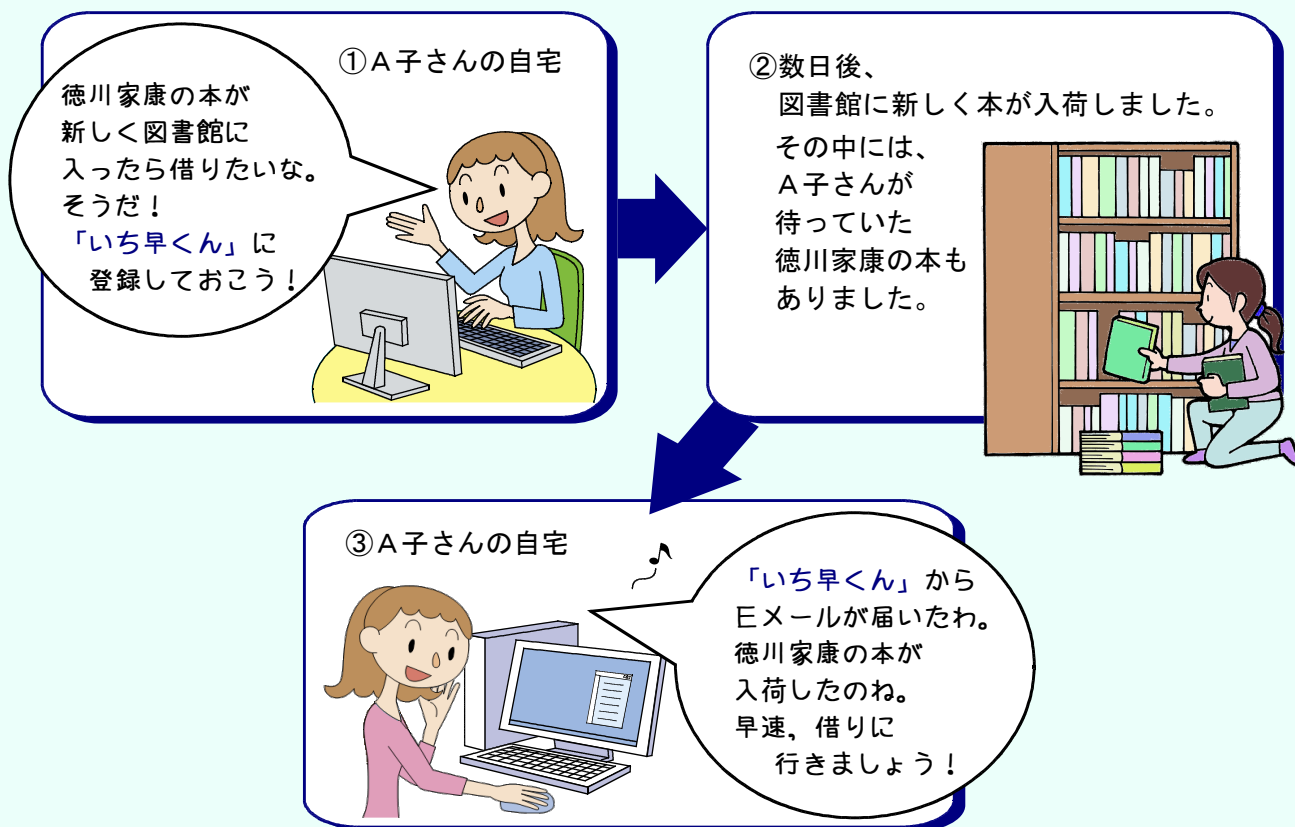 ①A子さんの自宅
徳川家康の本が
新しく図書館に
入ったら借りたいな。
そうだ！
「いち早くん」に
登録しておこう！
②数日後、
図書館に新しく本が入荷しました。
その中には、
A子さんが
待っていた
徳川家康の本も
ありました。
③A子さんの自宅
「いち早くん」から
Eメールが届いたわ。
徳川家康の本が
入荷したのね。
早速，借りに
行きましょう！